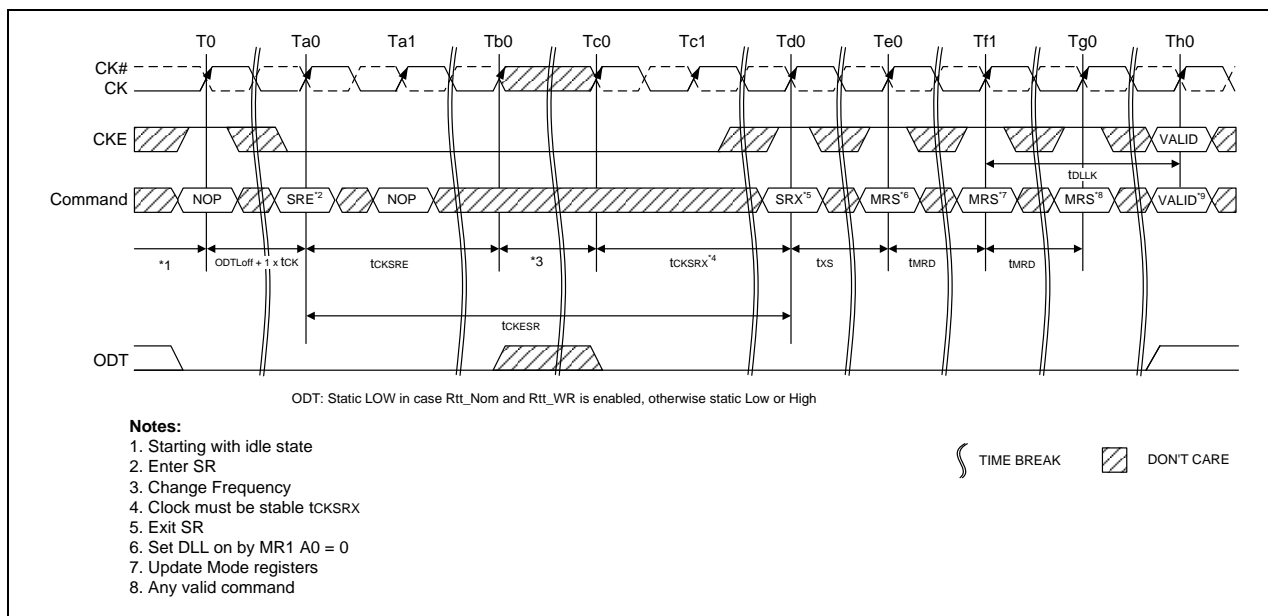 T0 Ta0 Ta1 Tb0 Tc0 Tc1 Td0 Te0 Tf1 Tg0 Th0
CK#
CK
CKE
VALID
tDLLK
Command
NOP SRE*2 NOP SRX*5 MRS*6 MRS*7 MRS*8 VALID*9
*1 ODTLoff + 1 x tCK tCKSRE *3 tCKSRX*4 tXS tMRD tMRD
tCKESR
ODT
ODT: Static LOW in case Rtt_Nom and Rtt_WR is enabled, otherwise static Low or High
Notes:
1. Starting with idle state
2. Enter SR
3. Change Frequency
4. Clock must be stable tCKSRX
5. Exit SR
6. Set DLL on by MR1 A0 = 0
7. Update Mode registers
8. Any valid command
TIME BREAK
DON'T CARE